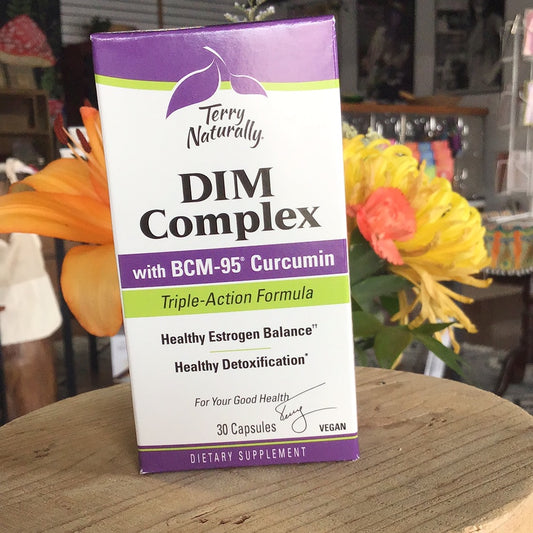 Terry
Naturally®
DIM
Complex
with BCM-95® Curcumin
Triple-Action Formula
Healthy Estrogen Balance††
Healthy Detoxification*
For Your Good Health
Terry
30 Capsules
VEGAN
DIETARY SUPPLEMENT